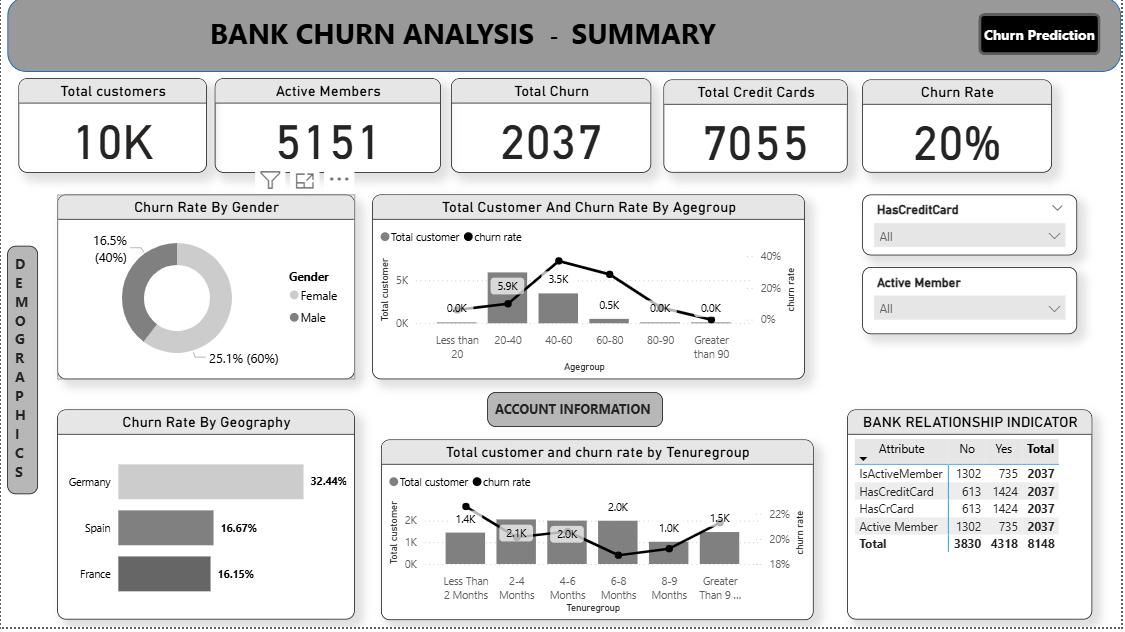 BANK CHURN ANALYSIS - SUMMARY
Churn Prediction
Total customers
10K
Active Members
5151
Total Churn
2037
Total Credit Cards
7055
Churn Rate
20%
DEMOGRAPHICS
Churn Rate By Gender
16.5%
(40%)
25.1% (60%)
Gender
Female
Male
Total Customer And Churn Rate By Agegroup
Total customer churn rate
Total customer
5K
0K
0.0K
5.9K
3.5K
0.5K
0.0K
0.0K
40%
20%
0%
churn rate
Less than
20
20-40
40-60
60-80
80-90
Greater
than 90
Agegroup
HasCreditCard
All
Active Member
All
Churn Rate By Geography
Germany 32.44%
Spain 16.67%
France 16.15%
ACCOUNT INFORMATION
Total customer and churn rate by Tenuregroup
Total customer churn rate
Total customer
2K
1K
0K
1.4K
2.1K
2.0K
2.0K
1.0K
1.5K
22%
20%
18%
churn rate
Less Than
2 Months
2-4
Months
4-6
Months
6-8
Months
8-9
Months
Greater
Than 9 ...
Tenuregroup
BANK RELATIONSHIP INDICATOR
Attribute No Yes Total
IsActiveMember 1302 735 2037
HasCreditCard 613 1424 2037
HasCrCard 613 1424 2037
Active Member 1302 735 2037
Total 3830 4318 8148